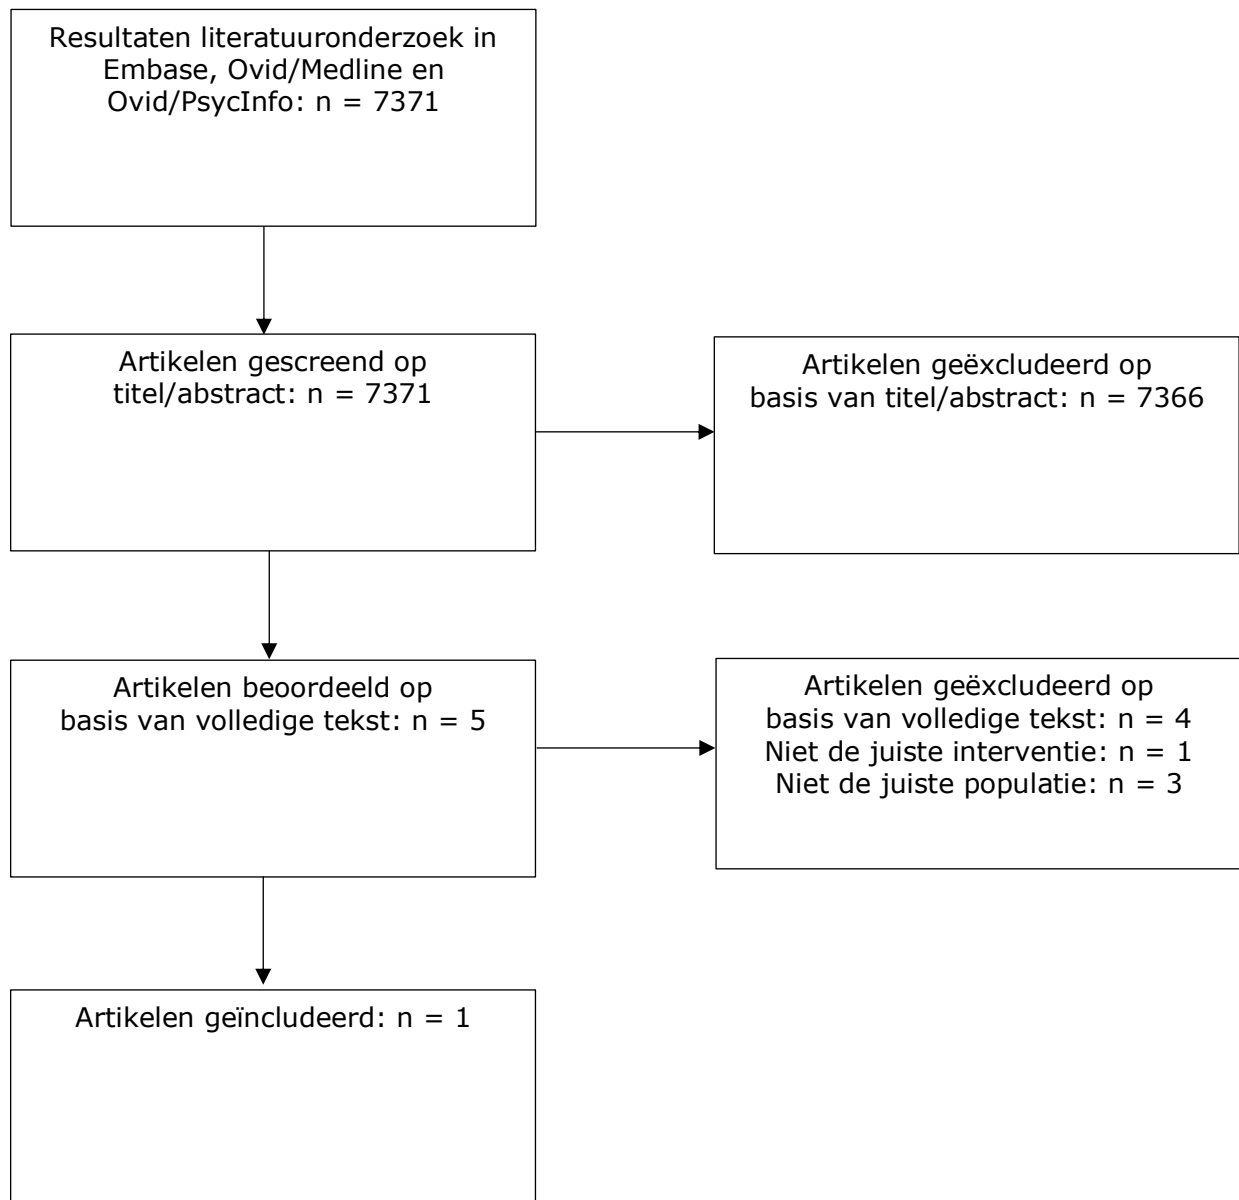 Resultaten literatuuronderzoek in
Embase, Ovid/Medline en
Ovid/PsycInfo: n = 7371
Artikelen gescreend op
titel/abstract: n = 7371
Artikelen geëxcludeerd op
basis van titel/abstract: n = 7366
Artikelen beoordeeld op
basis van volledige tekst: n = 5
Artikelen geëxcludeerd op
basis van volledige tekst: n = 4
Niet de juiste interventie: n = 1
Niet de juiste populatie: n = 3
Artikelen geïncludeerd: n = 1